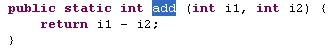 public static int add (int i1, int i2) {
    return i1 - i2;
}